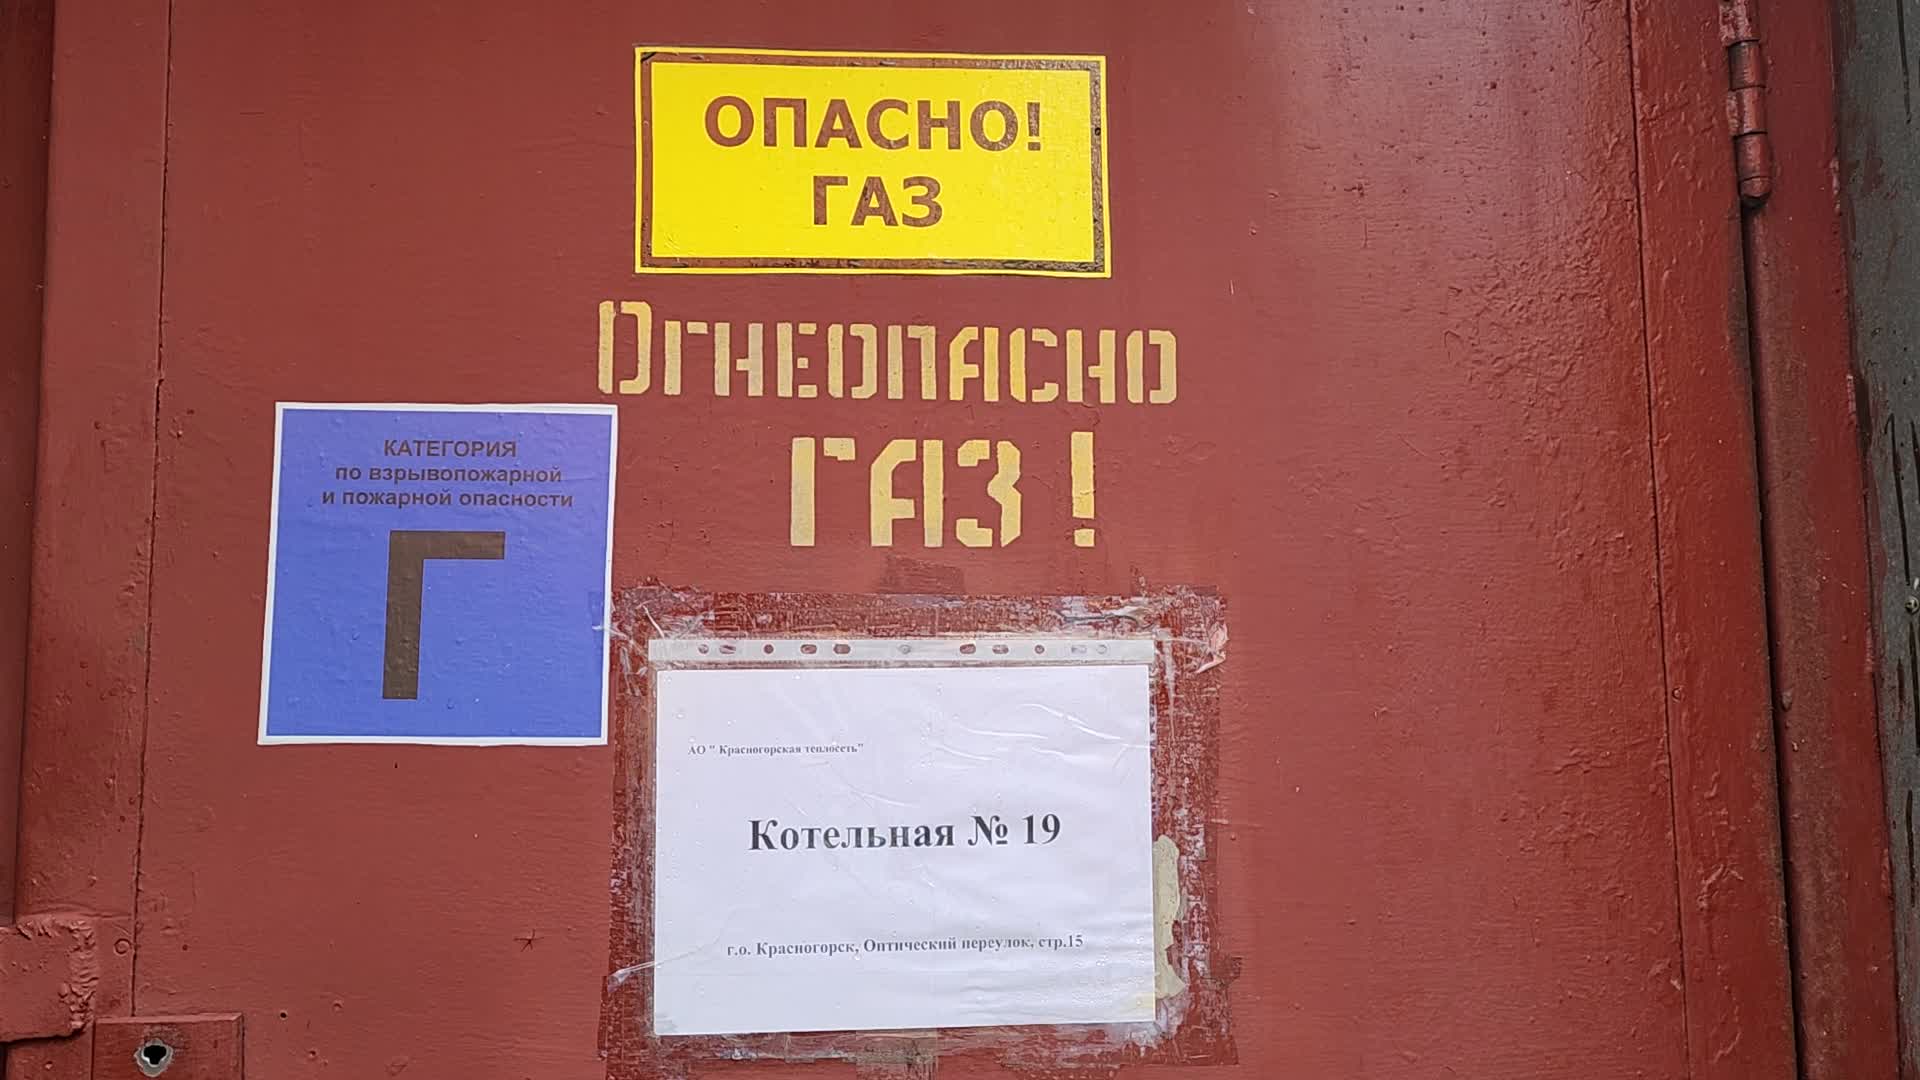 ОПАСНО!
ГАЗ
Огнеопасно
ГАЗ!
КАТЕГОРИЯ
по взрывопожарной
и пожарной опасности
Г
АО " Красногорская теплосеть"
Котельная № 19
г.о. Красногорск, Оптический переулок, стр.15